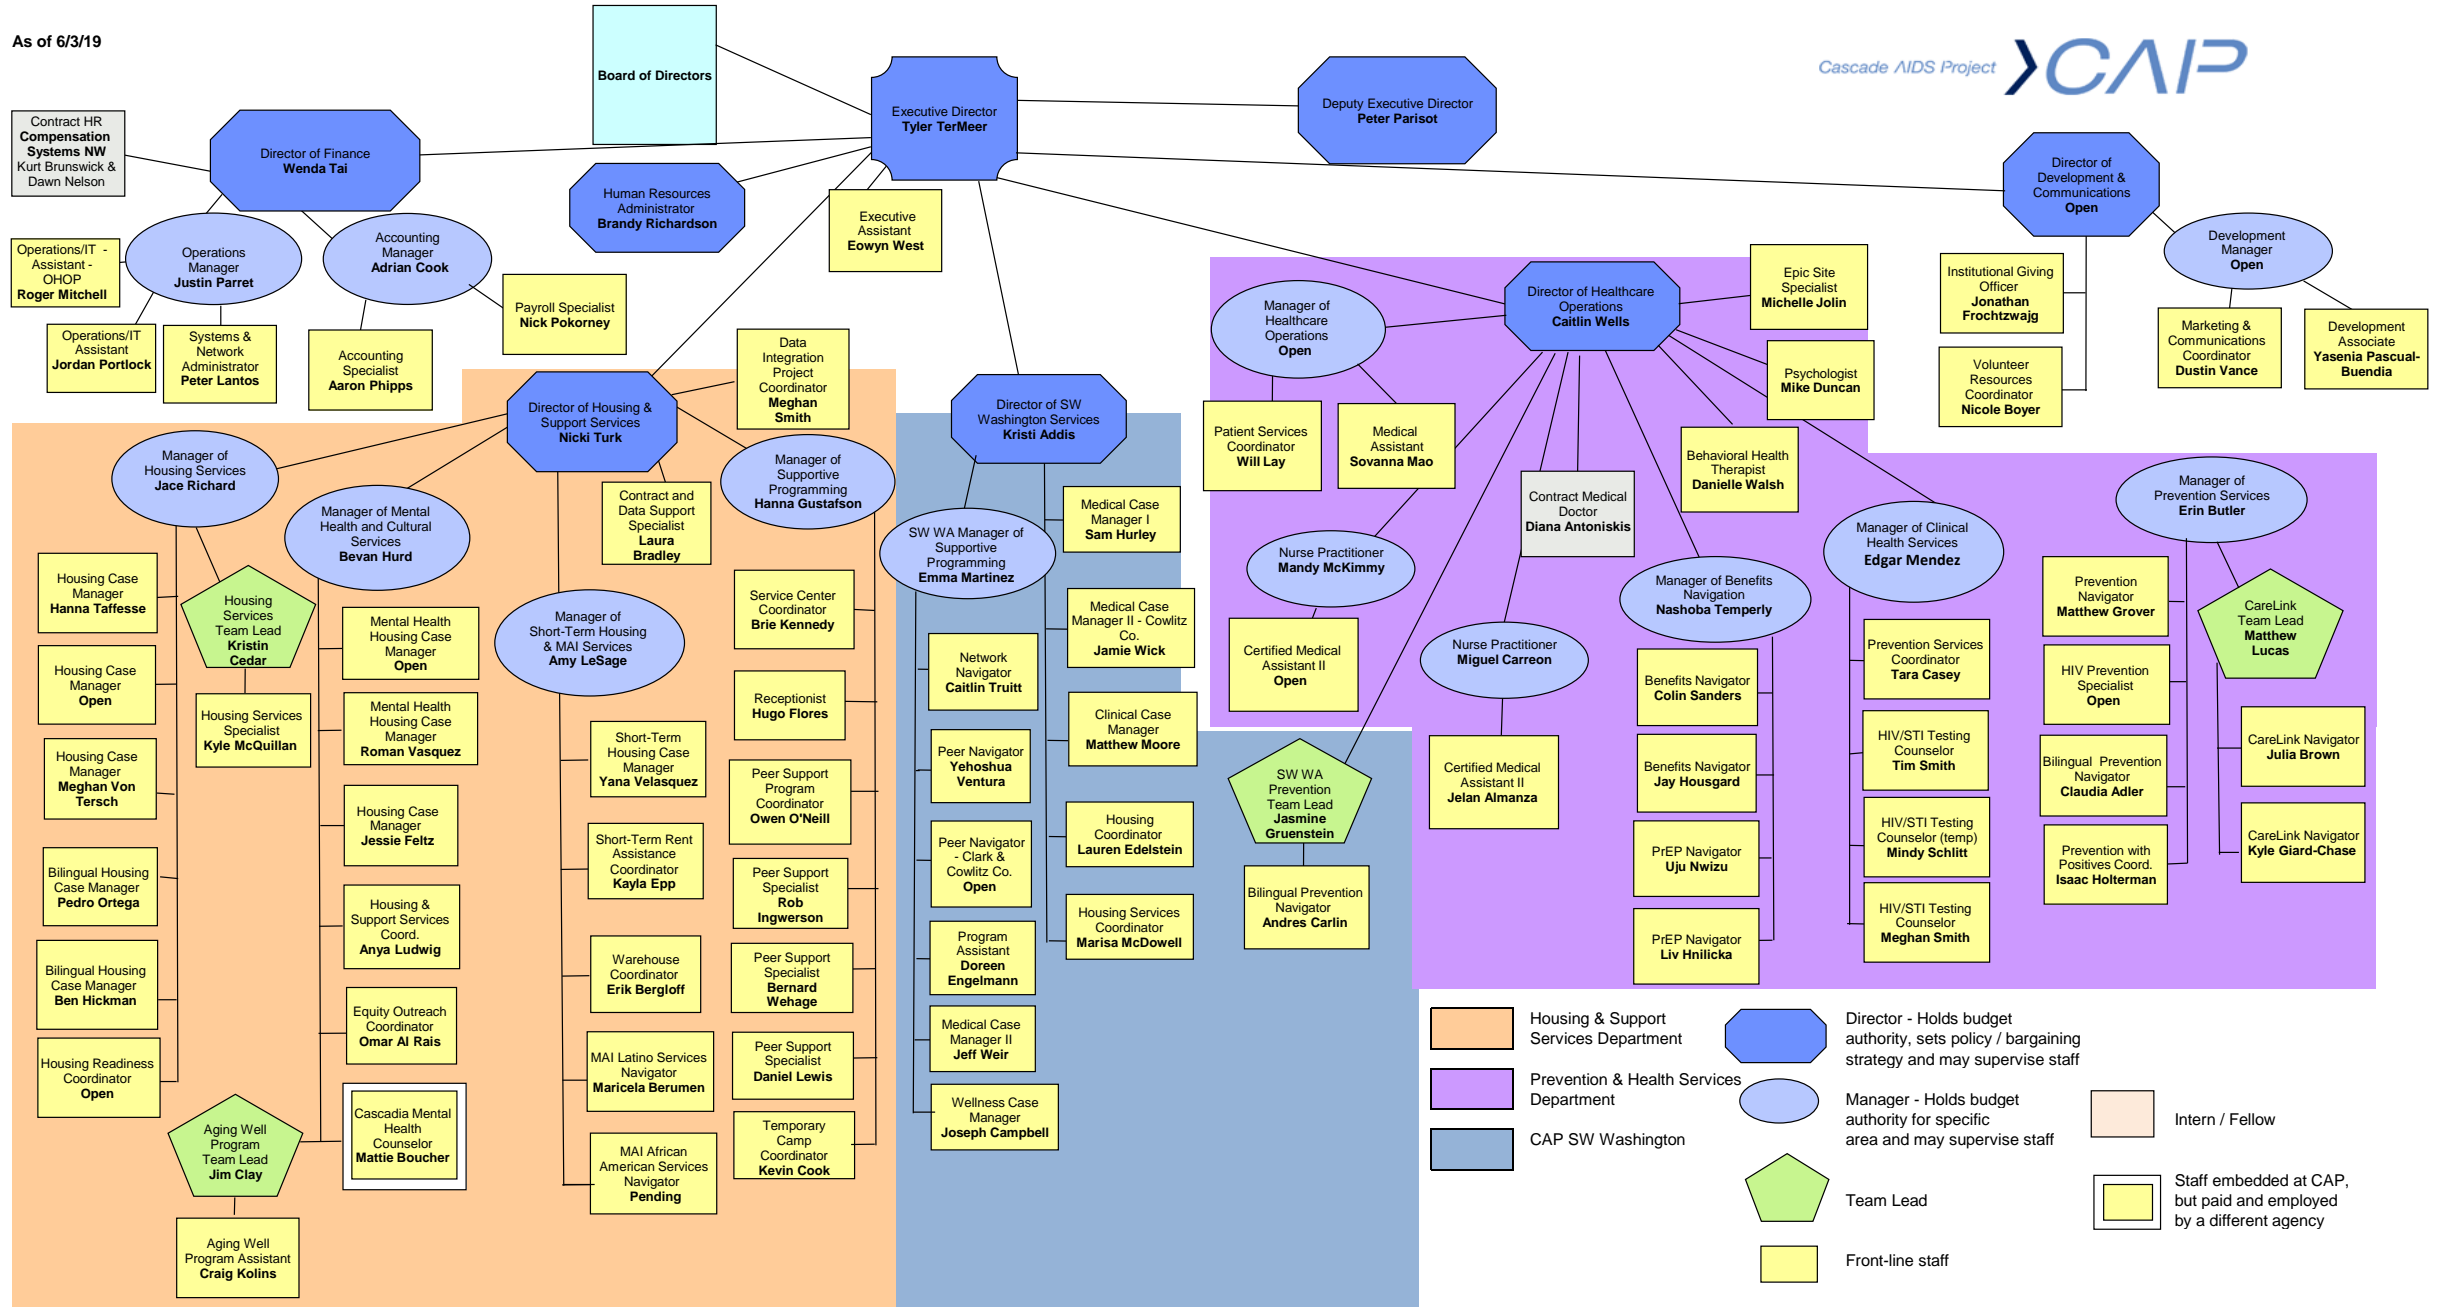 As of 6/3/19
Board of Directors
Cascade AIDS Project
CAP
Executive Director
Tyler TerMeer
Deputy Executive Director
Peter Parisot
Contract HR
Compensation
Systems NW
Kurt Brunswick &
Dawn Nelson
Director of Finance
Wenda Tai
Human Resources
Administrator
Brandy Richardson
Executive
Assistant
Eowyn West
Director of
Development &
Communications
Open
Operations/IT -
Assistant -
OHOP
Roger Mitchell
Operations
Manager
Justin Parret
Accounting
Manager
Adrian Cook
Payroll Specialist
Nick Pokorney
Operations/IT
Assistant
Jordan Portlock
Systems &
Network
Administrator
Peter Lantos
Accounting
Specialist
Aaron Phipps
Development
Manager
Open
Institutional Giving
Officer
Jonathan
Frochtzwajg
Volunteer
Resources
Coordinator
Nicole Boyer
Marketing &
Communications
Coordinator
Dustin Vance
Development
Associate
Yasenia Pascual-
Buendia
Director of Housing &
Support Services
Nicki Turk
Data
Integration
Project
Coordinator
Meghan
Smith
Manager of
Housing Services
Jace Richard
Manager of Mental
Health and Cultural
Services
Bevan Hurd
Contract and
Data Support
Specialist
Laura
Bradley
Manager of
Supportive
Programming
Hanna Gustafson
Manager of
Short-Term Housing
& MAI Services
Amy LeSage
Housing Case
Manager
Hanna Taffesse
Housing Case
Manager
Open
Housing Case
Manager
Meghan Von
Tersch
Bilingual Housing
Case Manager
Pedro Ortega
Bilingual Housing
Case Manager
Ben Hickman
Housing Readiness
Coordinator
Open
Housing
Services
Team Lead
Kristin
Cedar
Housing Services
Specialist
Kyle McQuillan
Mental Health
Housing Case
Manager
Open
Mental Health
Housing Case
Manager
Roman Vasquez
Housing Case
Manager
Jessie Feltz
Housing &
Support Services
Coord.
Anya Ludwig
Equity Outreach
Coordinator
Omar Al Rais
Cascadia Mental
Health
Counselor
Mattie Boucher
Aging Well
Program
Team Lead
Jim Clay
Aging Well
Program Assistant
Craig Kolins
Short-Term
Housing Case
Manager
Yana Velasquez
Short-Term Rent
Assistance
Coordinator
Kayla Epp
Warehouse
Coordinator
Erik Bergloff
MAI Latino Services
Navigator
Maricela Berumen
MAI African
American Services
Navigator
Pending
Service Center
Coordinator
Brie Kennedy
Receptionist
Hugo Flores
Peer Support
Program
Coordinator
Owen O'Neill
Peer Support
Specialist
Rob
Ingwerson
Peer Support
Specialist
Bernard
Wehage
Peer Support
Specialist
Daniel Lewis
Temporary
Camp
Coordinator
Kevin Cook
Director of SW
Washington Services
Kristi Addis
SW WA Manager of
Supportive
Programming
Emma Martinez
Network
Navigator
Caitlin Truitt
Peer Navigator
Yehoshua
Ventura
Peer Navigator
- Clark &
Cowlitz Co.
Open
Program
Assistant
Doreen
Engelmann
Medical Case
Manager II
Jeff Weir
Wellness Case
Manager
Joseph Campbell
Medical Case
Manager I
Sam Hurley
Medical Case
Manager II - Cowlitz
Co.
Jamie Wick
Clinical Case
Manager
Matthew Moore
Housing
Coordinator
Lauren Edelstein
Housing Services
Coordinator
Marisa McDowell
SW WA
Prevention
Team Lead
Jasmine
Gruenstein
Bilingual Prevention
Navigator
Andres Carlin
Director of Healthcare
Operations
Caitlin Wells
Manager of
Healthcare
Operations
Open
Epic Site
Specialist
Michelle Jolin
Psychologist
Mike Duncan
Patient Services
Coordinator
Will Lay
Medical
Assistant
Sovanna Mao
Behavioral Health
Therapist
Danielle Walsh
Contract Medical
Doctor
Diana Antoniskis
Nurse Practitioner
Mandy McKimmy
Certified Medical
Assistant II
Open
Nurse Practitioner
Miguel Carreon
Certified Medical
Assistant II
Jelan Almanza
Manager of Benefits
Navigation
Nashoba Temperly
Benefits Navigator
Colin Sanders
Benefits Navigator
Jay Housgard
PrEP Navigator
Uju Nwizu
PrEP Navigator
Liv Hnilicka
Manager of Clinical
Health Services
Edgar Mendez
Prevention Services
Coordinator
Tara Casey
HIV/STI Testing
Counselor
Tim Smith
HIV/STI Testing
Counselor (temp)
Mindy Schlitt
HIV/STI Testing
Counselor
Meghan Smith
Manager of
Prevention Services
Erin Butler
Prevention
Navigator
Matthew Grover
HIV Prevention
Specialist
Open
Bilingual Prevention
Navigator
Claudia Adler
Prevention with
Positives Coord.
Isaac Holterman
CareLink
Team Lead
Matthew
Lucas
CareLink Navigator
Julia Brown
CareLink Navigator
Kyle Giard-Chase
Housing & Support
Services Department
Prevention & Health Services
Department
CAP SW Washington
Director - Holds budget
authority, sets policy / bargaining
strategy and may supervise staff
Manager - Holds budget
authority for specific
area and may supervise staff
Team Lead
Front-line staff
Intern / Fellow
Staff embedded at CAP,
but paid and employed
by a different agency